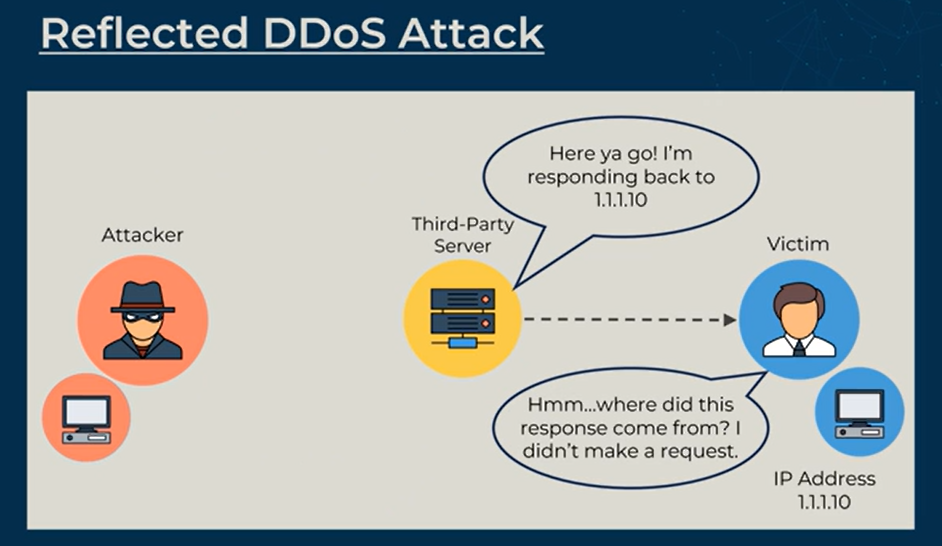 Reflected DDoS Attack
Here ya go! I'm
responding back to
1.1.1.10
Third-Party
Server
Attacker
Victim
Hmm...where did this
response come from? I
didn't make a request.
IP Address
1.1.1.10